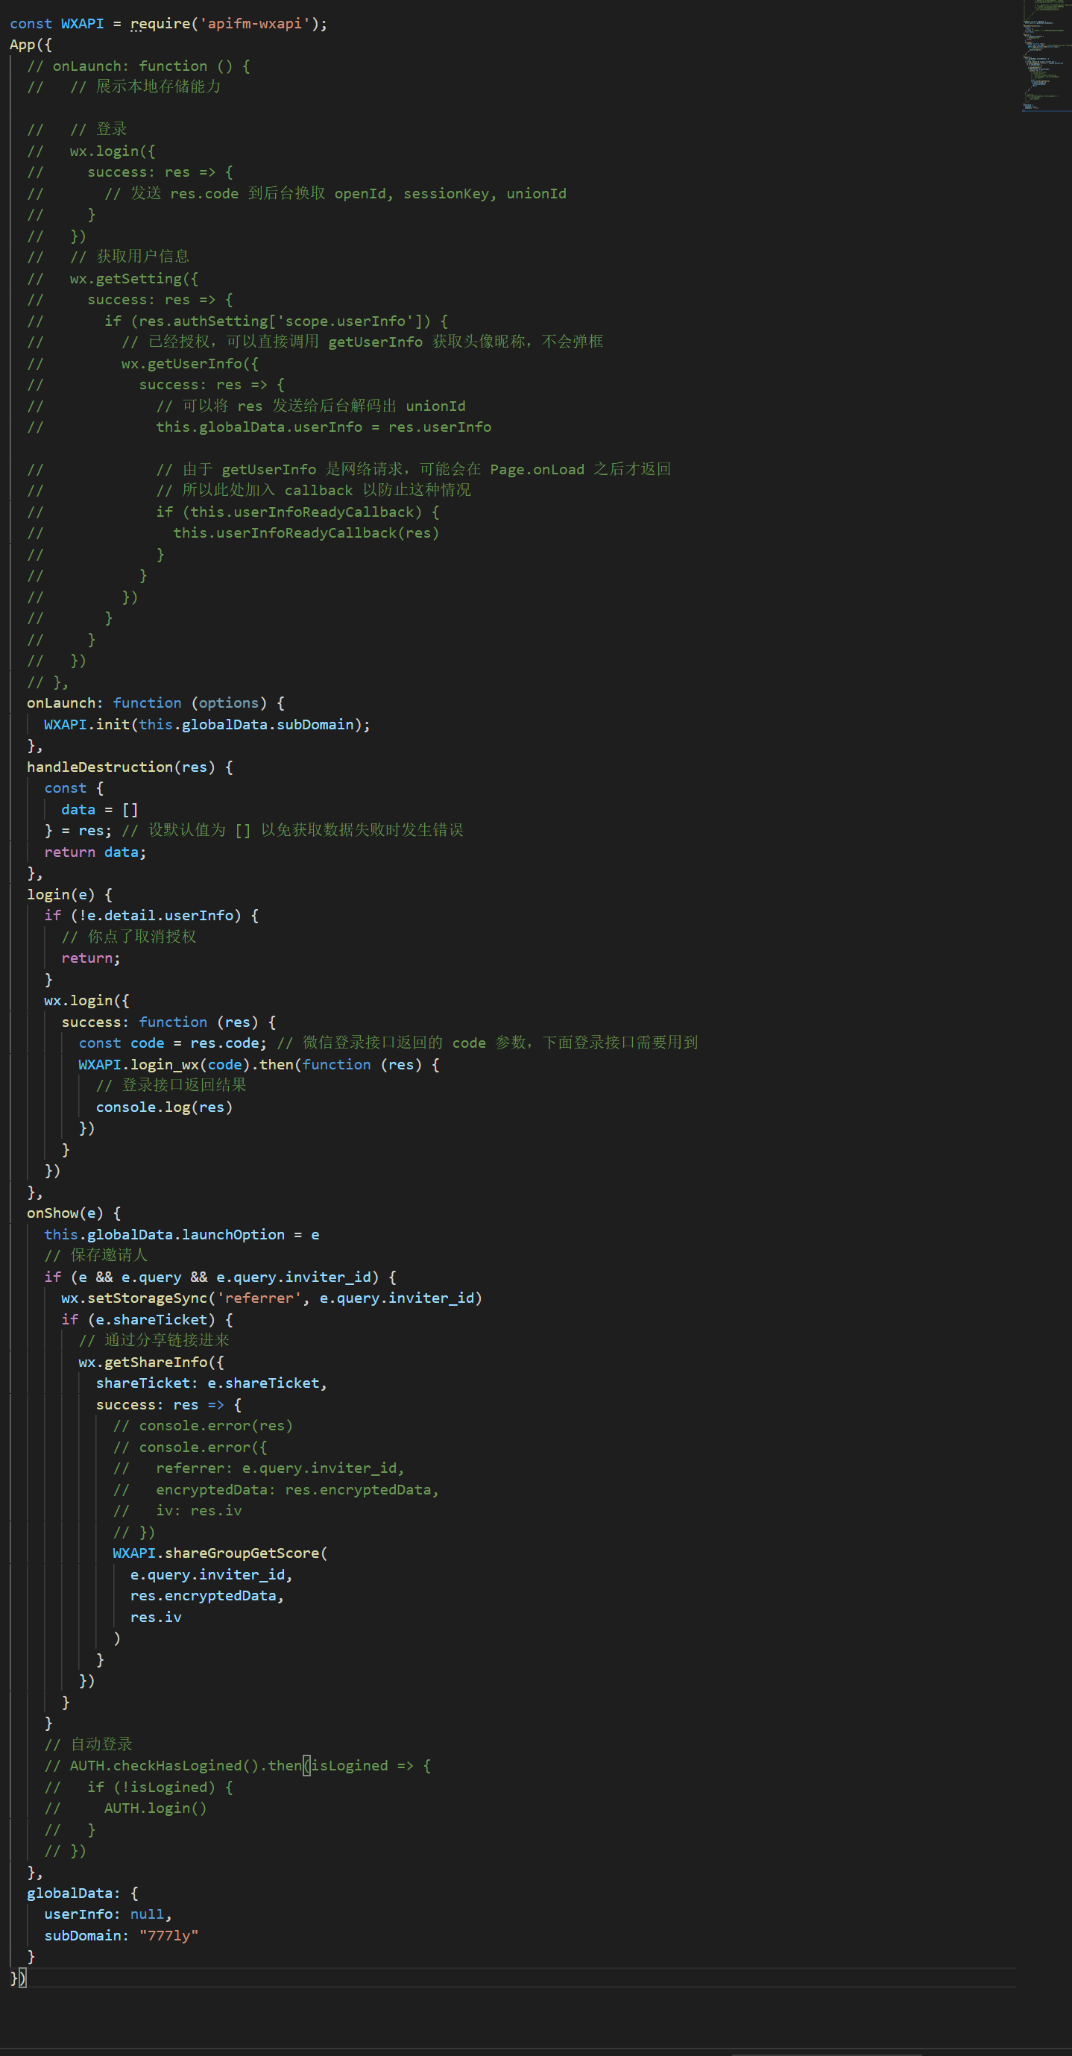 const WXAPI = require('apifm-wxapi');
App({
  // onLaunch: function () {
  //   // 展示本地存储能力

  //   // 登录
  //   wx.login({
  //     success: res => {
  //       // 发送 res.code 到后台换取 openId, sessionKey, unionId
  //     }
  //   })
  //   // 获取用户信息
  //   wx.getSetting({
  //     success: res => {
  //       if (res.authSetting['scope.userInfo']) {
  //         // 已经授权，可以直接调用 getUserInfo 获取头像昵称，不会弹框
  //         wx.getUserInfo({
  //           success: res => {
  //             // 可以将 res 发送给后台解码出 unionId
  //             this.globalData.userInfo = res.userInfo

  //             // 由于 getUserInfo 是网络请求，可能会在 Page.onLoad 之后才返回
  //             // 所以此处加入 callback 以防止这种情况
  //             if (this.userInfoReadyCallback) {
  //               this.userInfoReadyCallback(res)
  //             }
  //           }
  //         })
  //       }
  //     }
  //   })
  // },
  onLaunch: function (options) {
    WXAPI.init(this.globalData.subDomain);
  },
  handleDestruction(res) {
    const {
      data = []
    } = res; // 设默认值为 [] 以免获取数据失败时发生错误
    return data;
  },
  login(e) {
    if (!e.detail.userInfo) {
      // 你点了取消授权
      return;
    }
    wx.login({
      success: function (res) {
        const code = res.code; // 微信登录接口返回的 code 参数，下面登录接口需要用到
        WXAPI.login_wx(code).then(function (res) {
          // 登录接口返回结果
          console.log(res)
        })
      }
    })
  },
  onShow(e) {
    this.globalData.launchOption = e
    // 保存邀请人
    if (e && e.query && e.query.inviter_id) {
      wx.setStorageSync('referrer', e.query.inviter_id)
      if (e.shareTicket) {
        // 通过分享链接进来
        wx.getShareInfo({
          shareTicket: e.shareTicket,
          success: res => {
            // console.error(res)
            // console.error({
            //   referrer: e.query.inviter_id,
            //   encryptedData: res.encryptedData,
            //   iv: res.iv
            // })
            WXAPI.shareGroupGetScore(
              e.query.inviter_id,
              res.encryptedData,
              res.iv
            )
          }
        })
      }
    }
    // 自动登录
    // AUTH.checkHasLogined().then(isLogined => {
    //   if (!isLogined) {
    //     AUTH.login()
    //   }
    // })
  },
  globalData: {
    userInfo: null,
    subDomain: "777ly"
  }
})